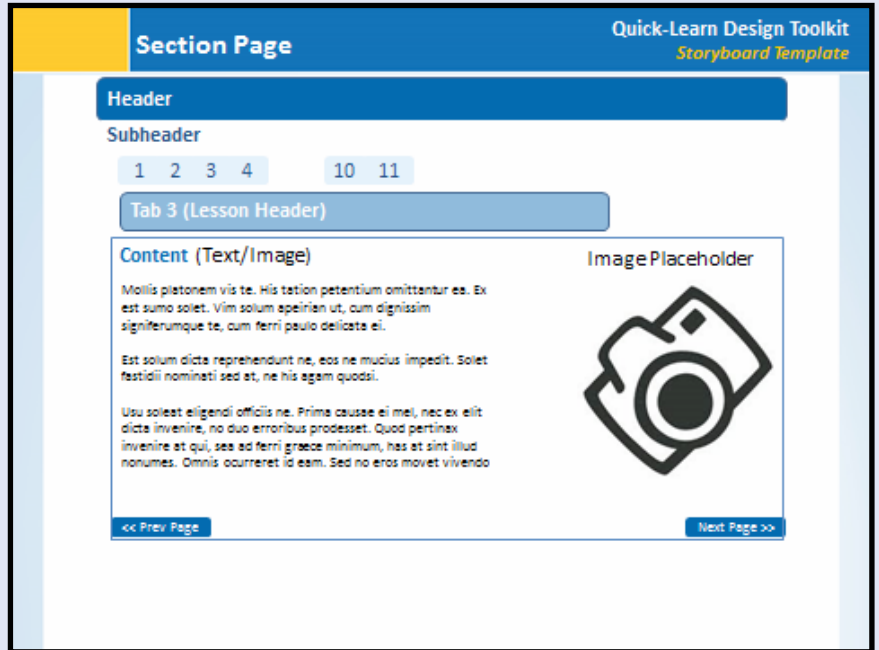 Section Page
Quick-Learn Design Toolkit
Storyboard Template
Header
Subheader
1 2 3 4 10 11
Tab 3 (Lesson Header)
Content (Text/Image)
Image Placeholder
Mollis platonem vis te. His tation petentium omittantur ea. Ex
est sumo solet. Vim solum apeirian ut, cum dignissim
signiferumque te, cum ferri paulo delicata ei.
Est solum dicta reprehendunt ne, eos ne mucius impedit. Solet
fastidii nominati sed at, ne his agam quodsi.
Usu soleat eligendi officiis ne. Prima causae ei mel, nec ex elit
dicta invenire, no duo erroribus prodesset. Quod pertinax
invenire at qui, sea ad ferri graece minimum, has at sint illud
nonumes. Omnis ocurreret id eam. Sed no eros movet vivendo
<< Prev Page
Next Page >>